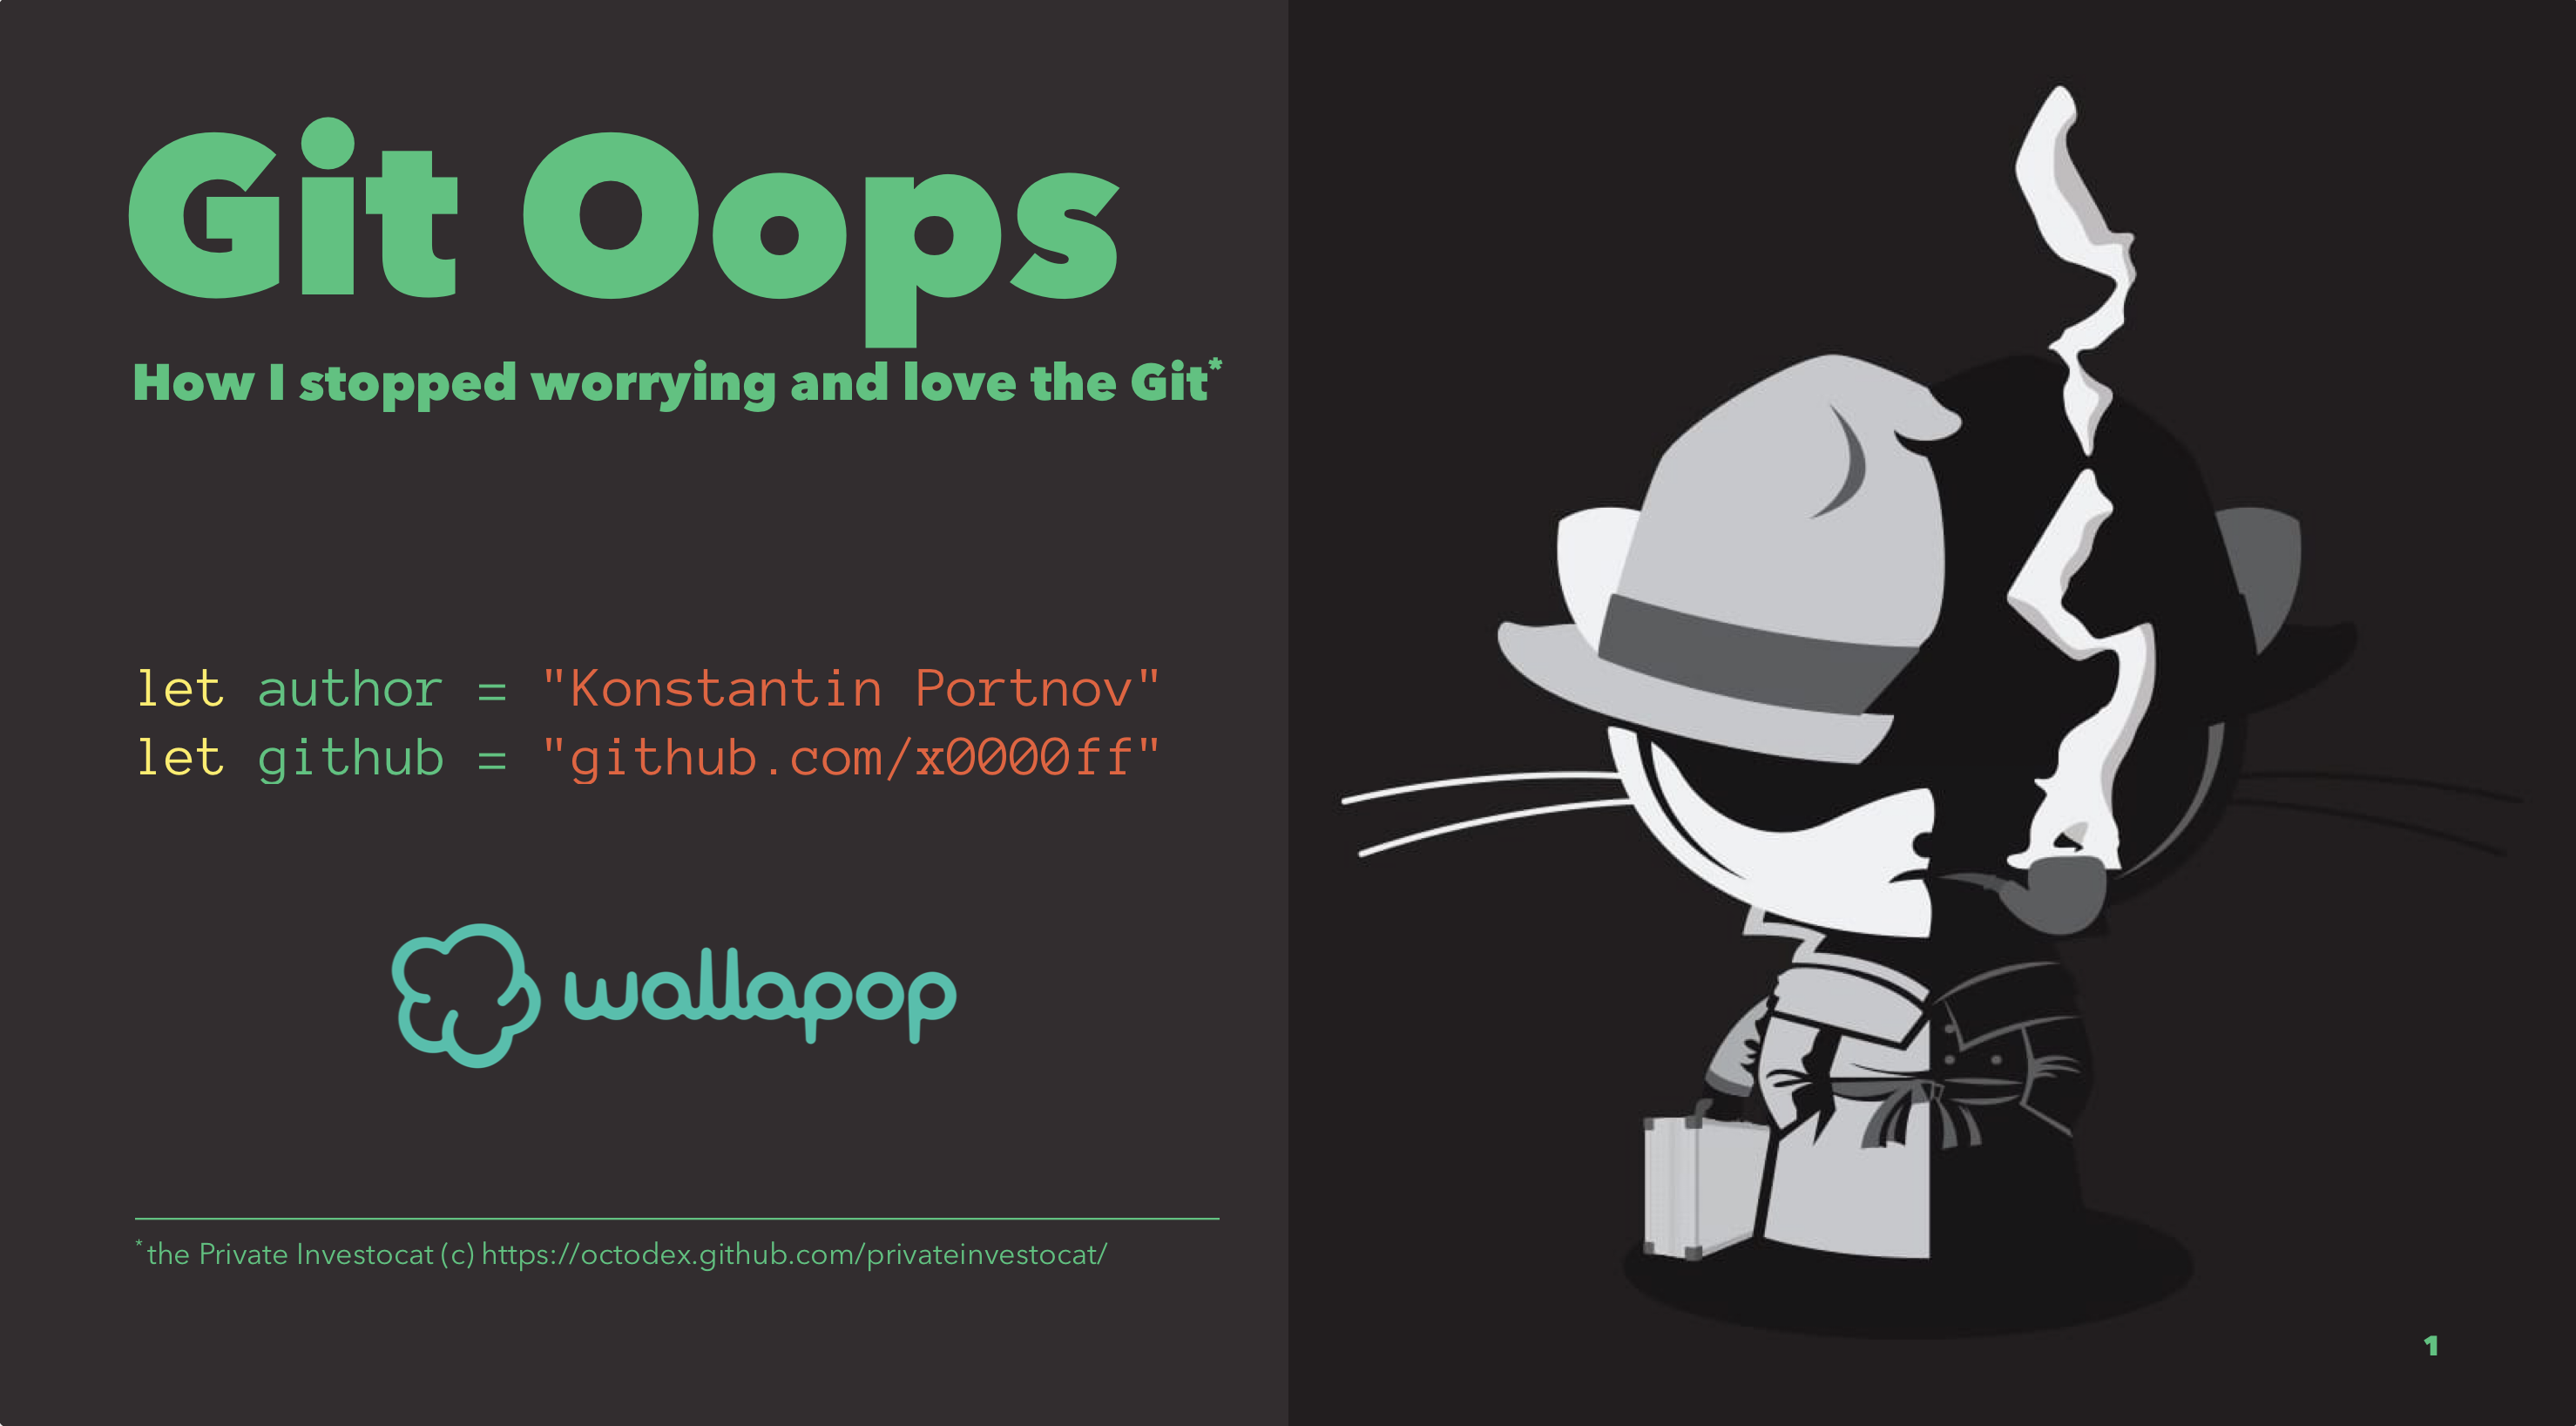 Git Oops
How I stopped worrying and love the Git*
let author = "Konstantin Portnov"
let github = "github.com/x0000ff"
wallapop
* the Private Investocat (c) https://octodex.github.com/privateinvestocat/
1